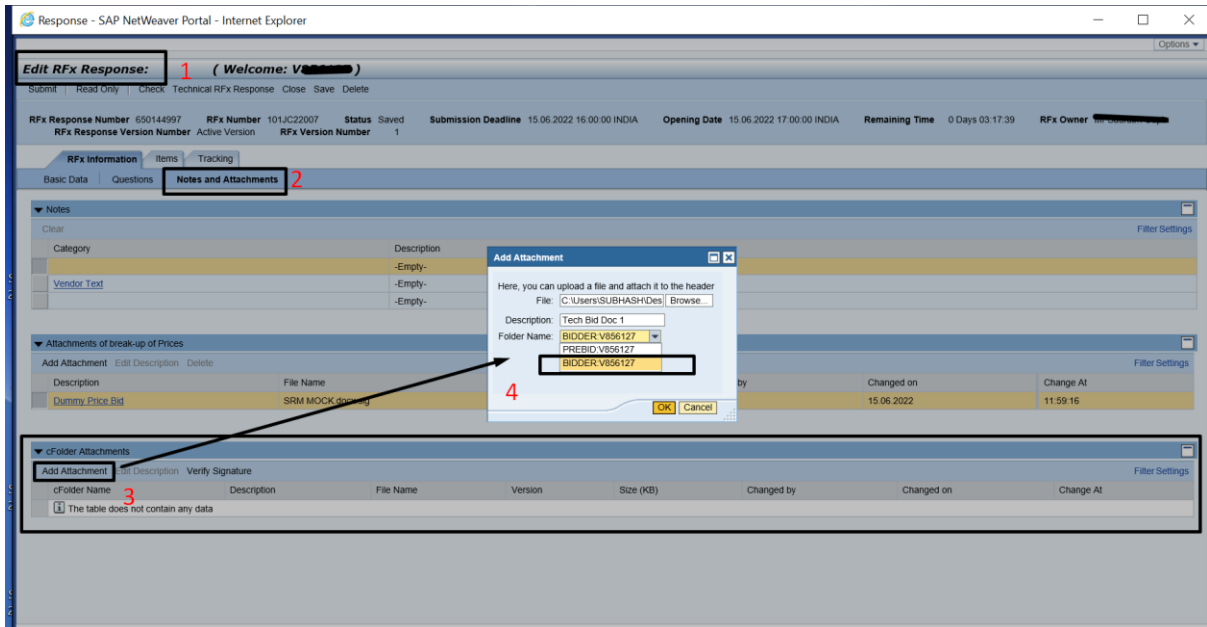 Response - SAP NetWeaver Portal - Internet Explorer
Options
Edit RFx Response: 1 ( Welcome: V )
Submit Read Only Check Technical RFx Response Close Save Delete
RFx Response Number 650144997 RFx Number 101JC22007 Status Saved Submission Deadline 15.06.2022 16:00:00 INDIA Opening Date 15.06.2022 17:00:00 INDIA Remaining Time 0 Days 03:17:39 RFx Owner
RFx Response Version Number Active Version RFx Version Number 1
RFx Information Items Tracking
Basic Data Questions Notes and Attachments 2
Notes
Clear Filter Settings
Category Description
-Empty-
Vendor Text -Empty-
-Empty-
Add Attachment
Here, you can upload a file and attach it to the header
File: C:\Users\SUBHASH\Des Browse...
Description: Tech Bid Doc 1
Folder Name: BIDDER:V856127
PREBID:V856127
BIDDER:V856127
4
OK Cancel
Attachments of break-up of Prices
Add Attachment Edit Description Delete Filter Settings
Description File Name by Changed on Change At
Dummy Price Bid SRM MOCK.doc 15.06.2022 11:59:16
cFolder Attachments
Add Attachment Edit Description Verify Signature Filter Settings
3
cFolder Name Description File Name Version Size (KB) Changed by Changed on Change At
The table does not contain any data